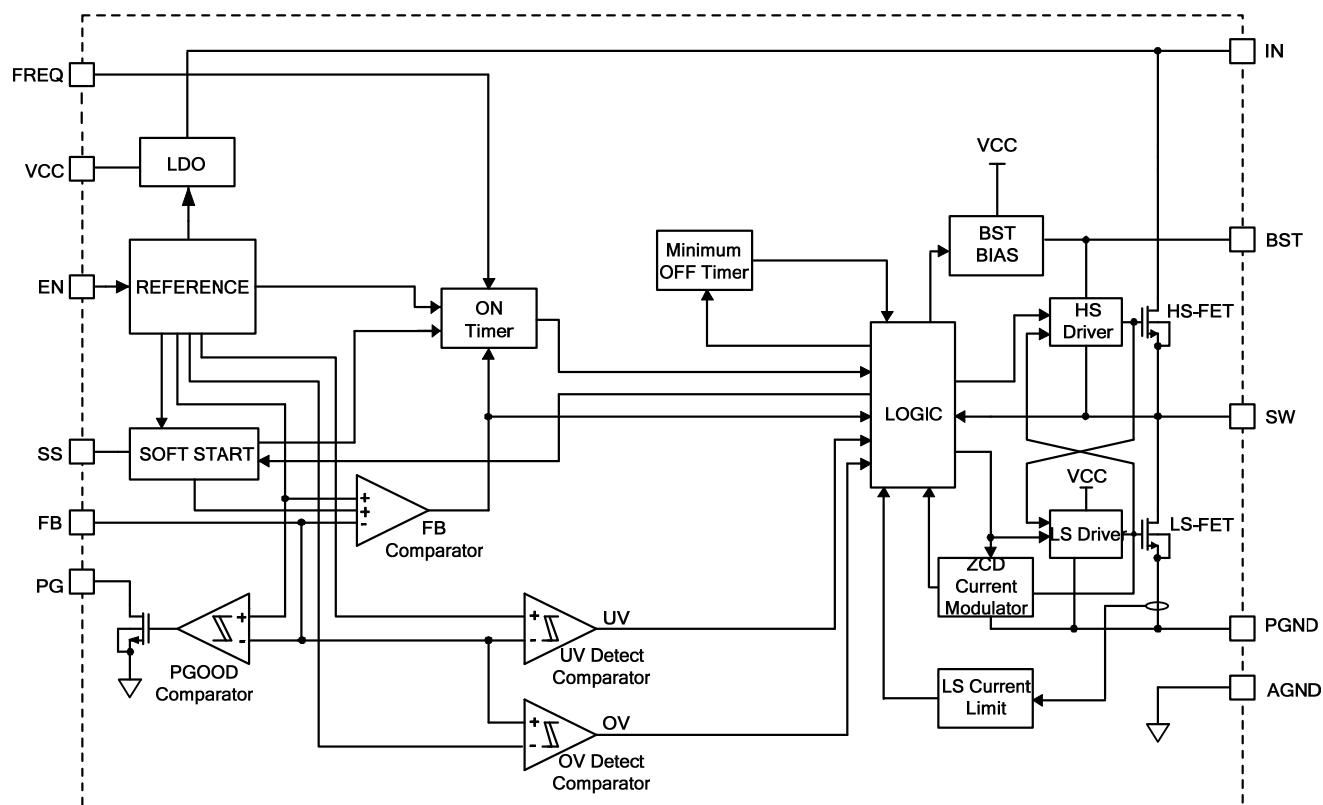 IN
FREQ
VCC
LDO
VCC
BST
BIAS
BST
Minimum
OFF Timer
EN
REFERENCE
ON
Timer
HS
Driver
HS-FET
LOGIC
SW
SS
SOFT START
VCC
+
+
-
FB
Comparator
FB
LS Driver
LS-FET
PG
ZCD
Current
Modulator
+
-
PGOOD
Comparator
+
-
UV
UV Detect
Comparator
PGND
LS Current
Limit
AGND
+
-
OV
OV Detect
Comparator